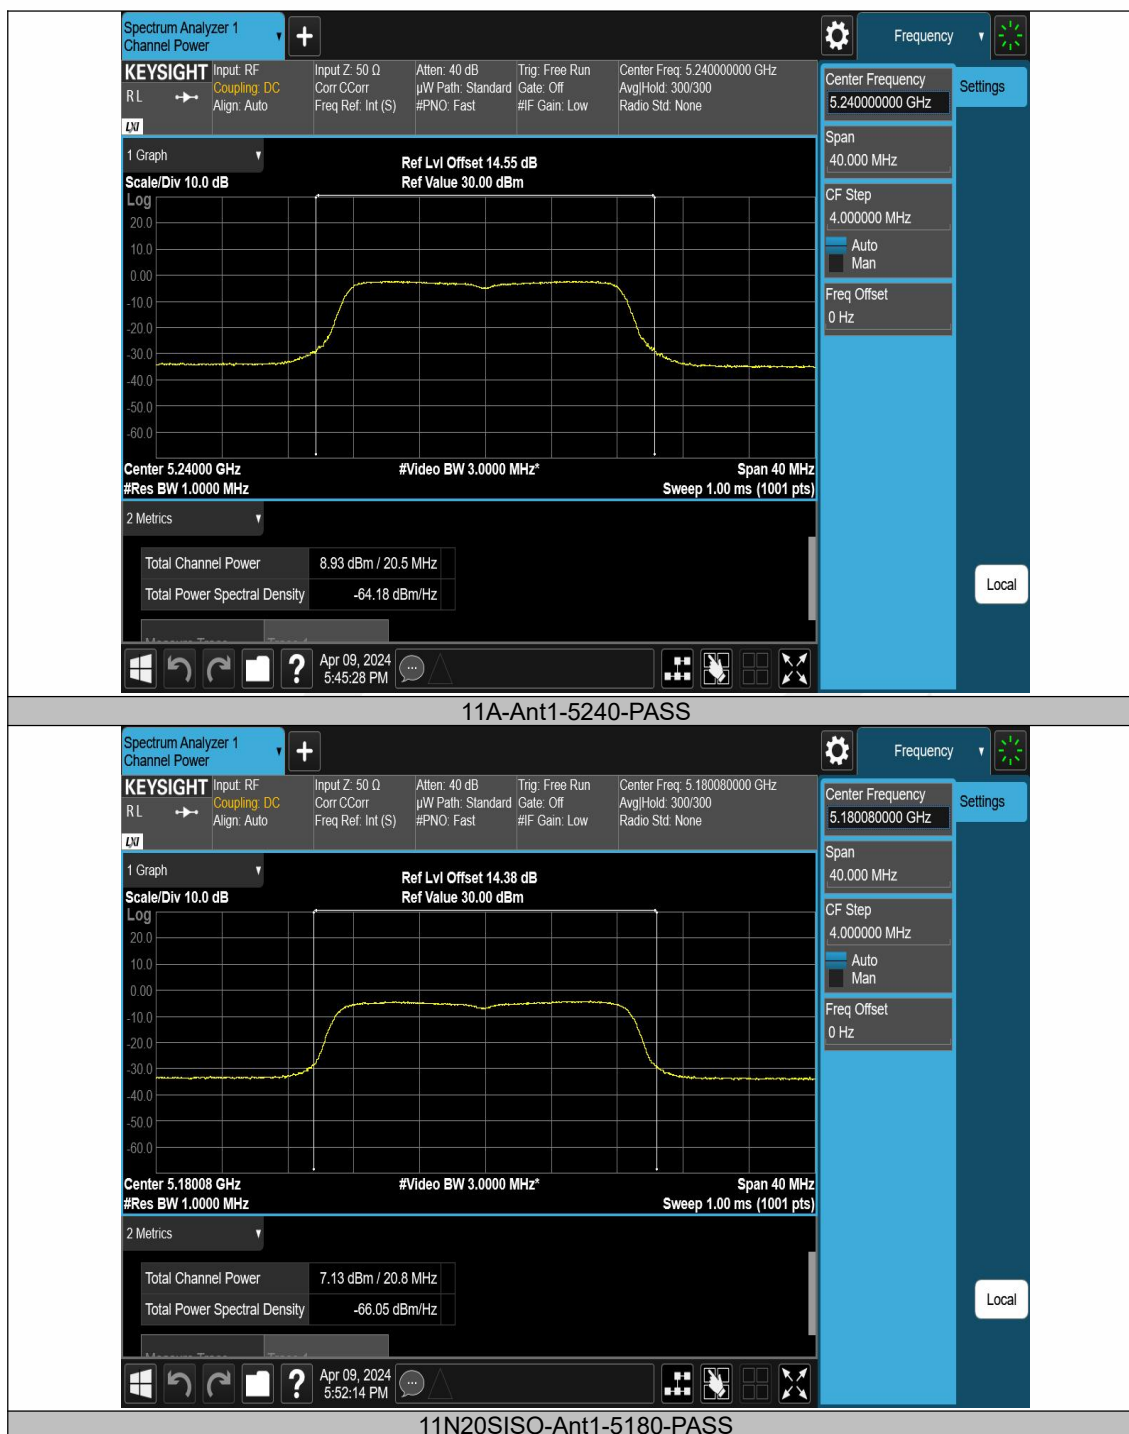 Spectrum Analyzer 1
Channel Power
Frequency
KEYSIGHT
RL
LXI
Input: RF
Coupling: DC
Align: Auto
Input Z: 50 Ω
Corr CCorr
Freq Ref: Int (S)
Atten: 40 dB
µW Path: Standard
#PNO: Fast
Trig: Free Run
Gate: Off
#IF Gain: Low
Center Freq: 5.240000000 GHz
Avg|Hold: 300/300
Radio Std: None
Center Frequency
5.240000000 GHz
Settings
Span
40.000 MHz
CF Step
4.000000 MHz
Auto
Man
Freq Offset
0 Hz
Local
1 Graph
Scale/Div 10.0 dB
Ref Lvl Offset 14.55 dB
Ref Value 30.00 dBm
Log
20.0
10.0
0.00
-10.0
-20.0
-30.0
-40.0
-50.0
-60.0
Center 5.24000 GHz
#Video BW 3.0000 MHz*
Span 40 MHz
#Res BW 1.0000 MHz
Sweep 1.00 ms (1001 pts)
2 Metrics
Total Channel Power 8.93 dBm / 20.5 MHz
Total Power Spectral Density -64.18 dBm/Hz
?
Apr 09, 2024
5:45:28 PM
11A-Ant1-5240-PASS
Spectrum Analyzer 1
Channel Power
Frequency
KEYSIGHT
RL
LXI
Input: RF
Coupling: DC
Align: Auto
Input Z: 50 Ω
Corr CCorr
Freq Ref: Int (S)
Atten: 40 dB
µW Path: Standard
#PNO: Fast
Trig: Free Run
Gate: Off
#IF Gain: Low
Center Freq: 5.180080000 GHz
Avg|Hold: 300/300
Radio Std: None
Center Frequency
5.180080000 GHz
Settings
Span
40.000 MHz
CF Step
4.000000 MHz
Auto
Man
Freq Offset
0 Hz
Local
1 Graph
Scale/Div 10.0 dB
Ref Lvl Offset 14.38 dB
Ref Value 30.00 dBm
Log
20.0
10.0
0.00
-10.0
-20.0
-30.0
-40.0
-50.0
-60.0
Center 5.18008 GHz
#Video BW 3.0000 MHz*
Span 40 MHz
#Res BW 1.0000 MHz
Sweep 1.00 ms (1001 pts)
2 Metrics
Total Channel Power 7.13 dBm / 20.8 MHz
Total Power Spectral Density -66.05 dBm/Hz
?
Apr 09, 2024
5:52:14 PM
11N20SISO-Ant1-5180-PASS